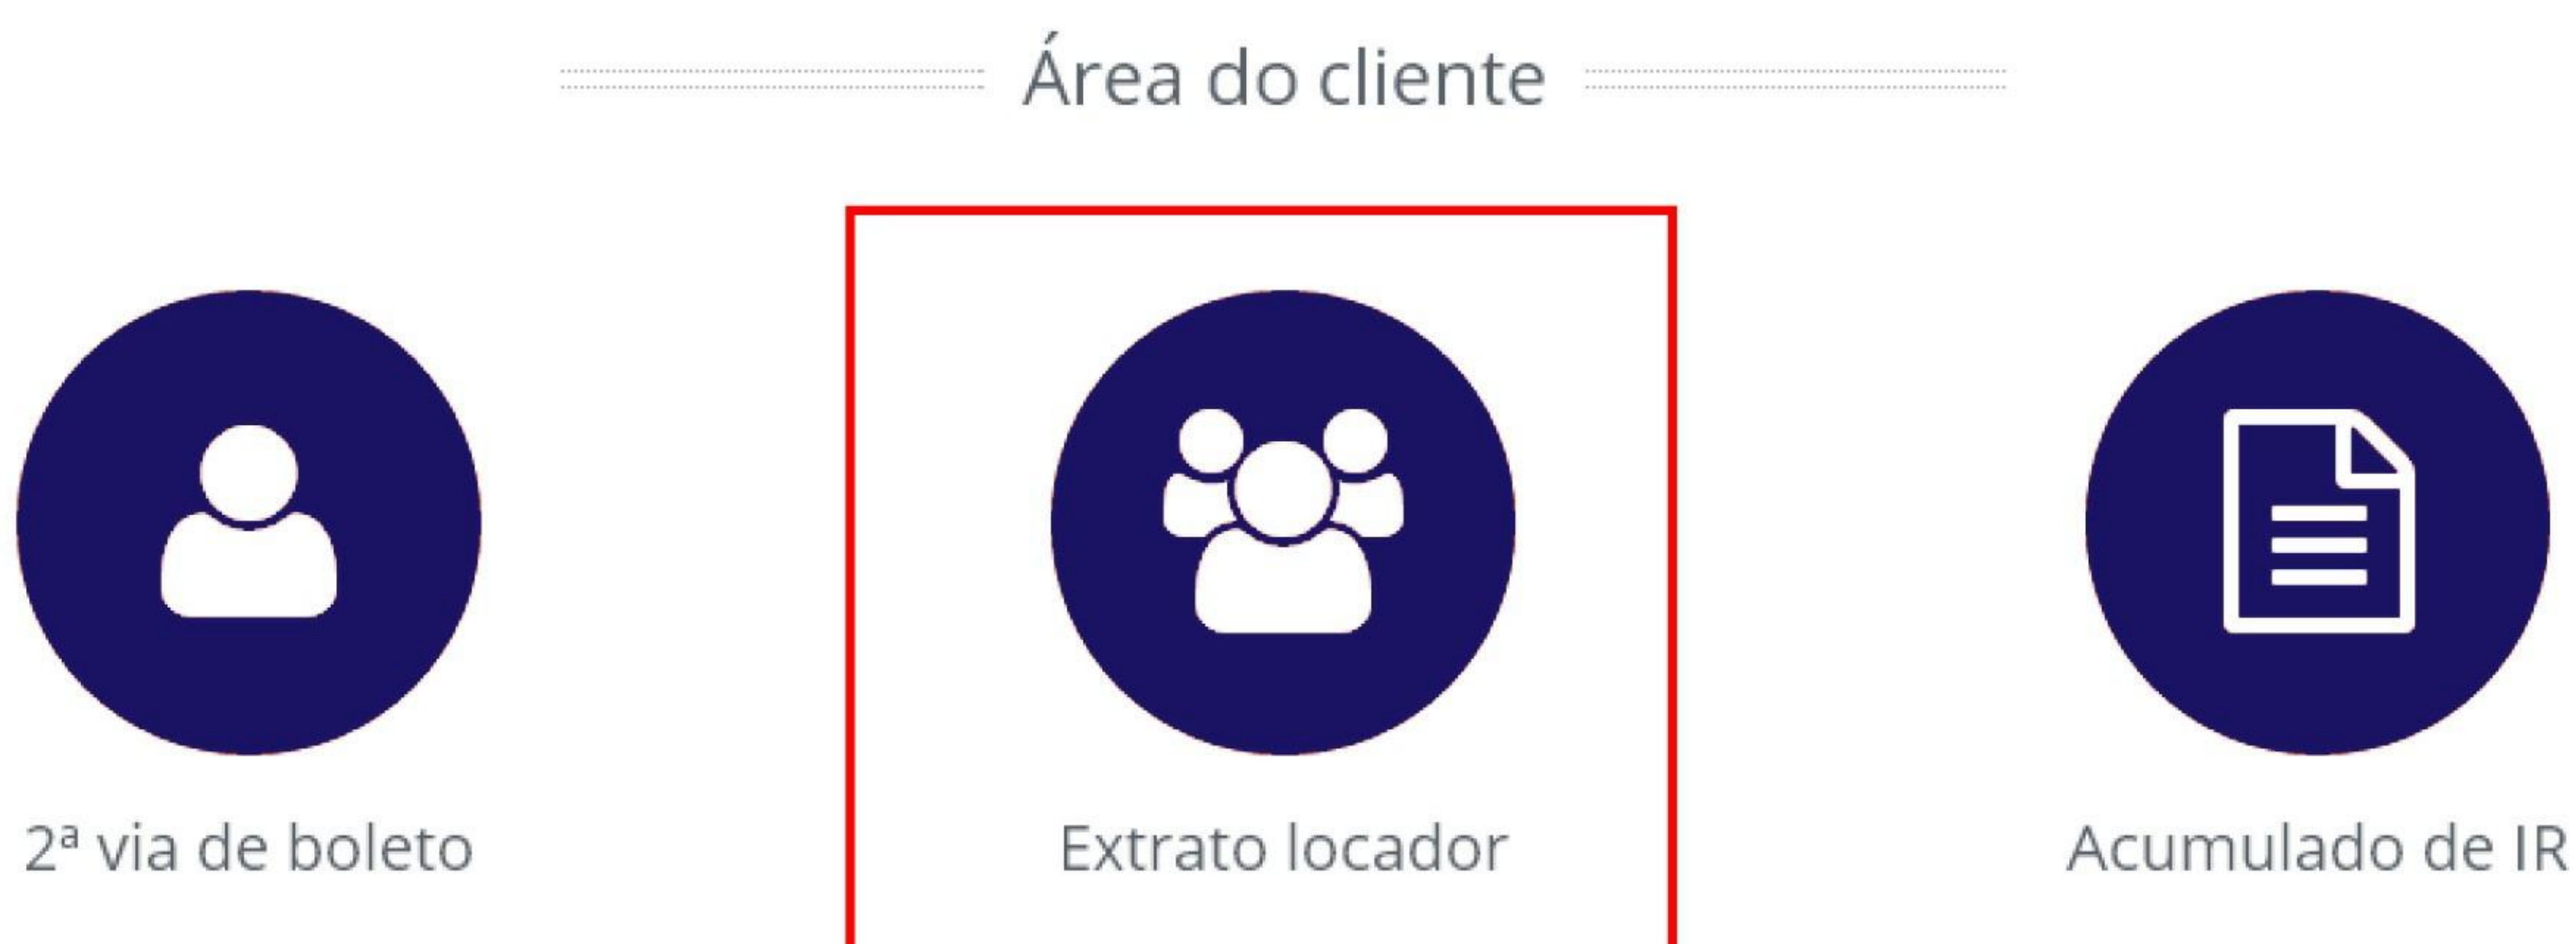 Área do cliente
2ª via de boleto
Extrato locador
Acumulado de IR